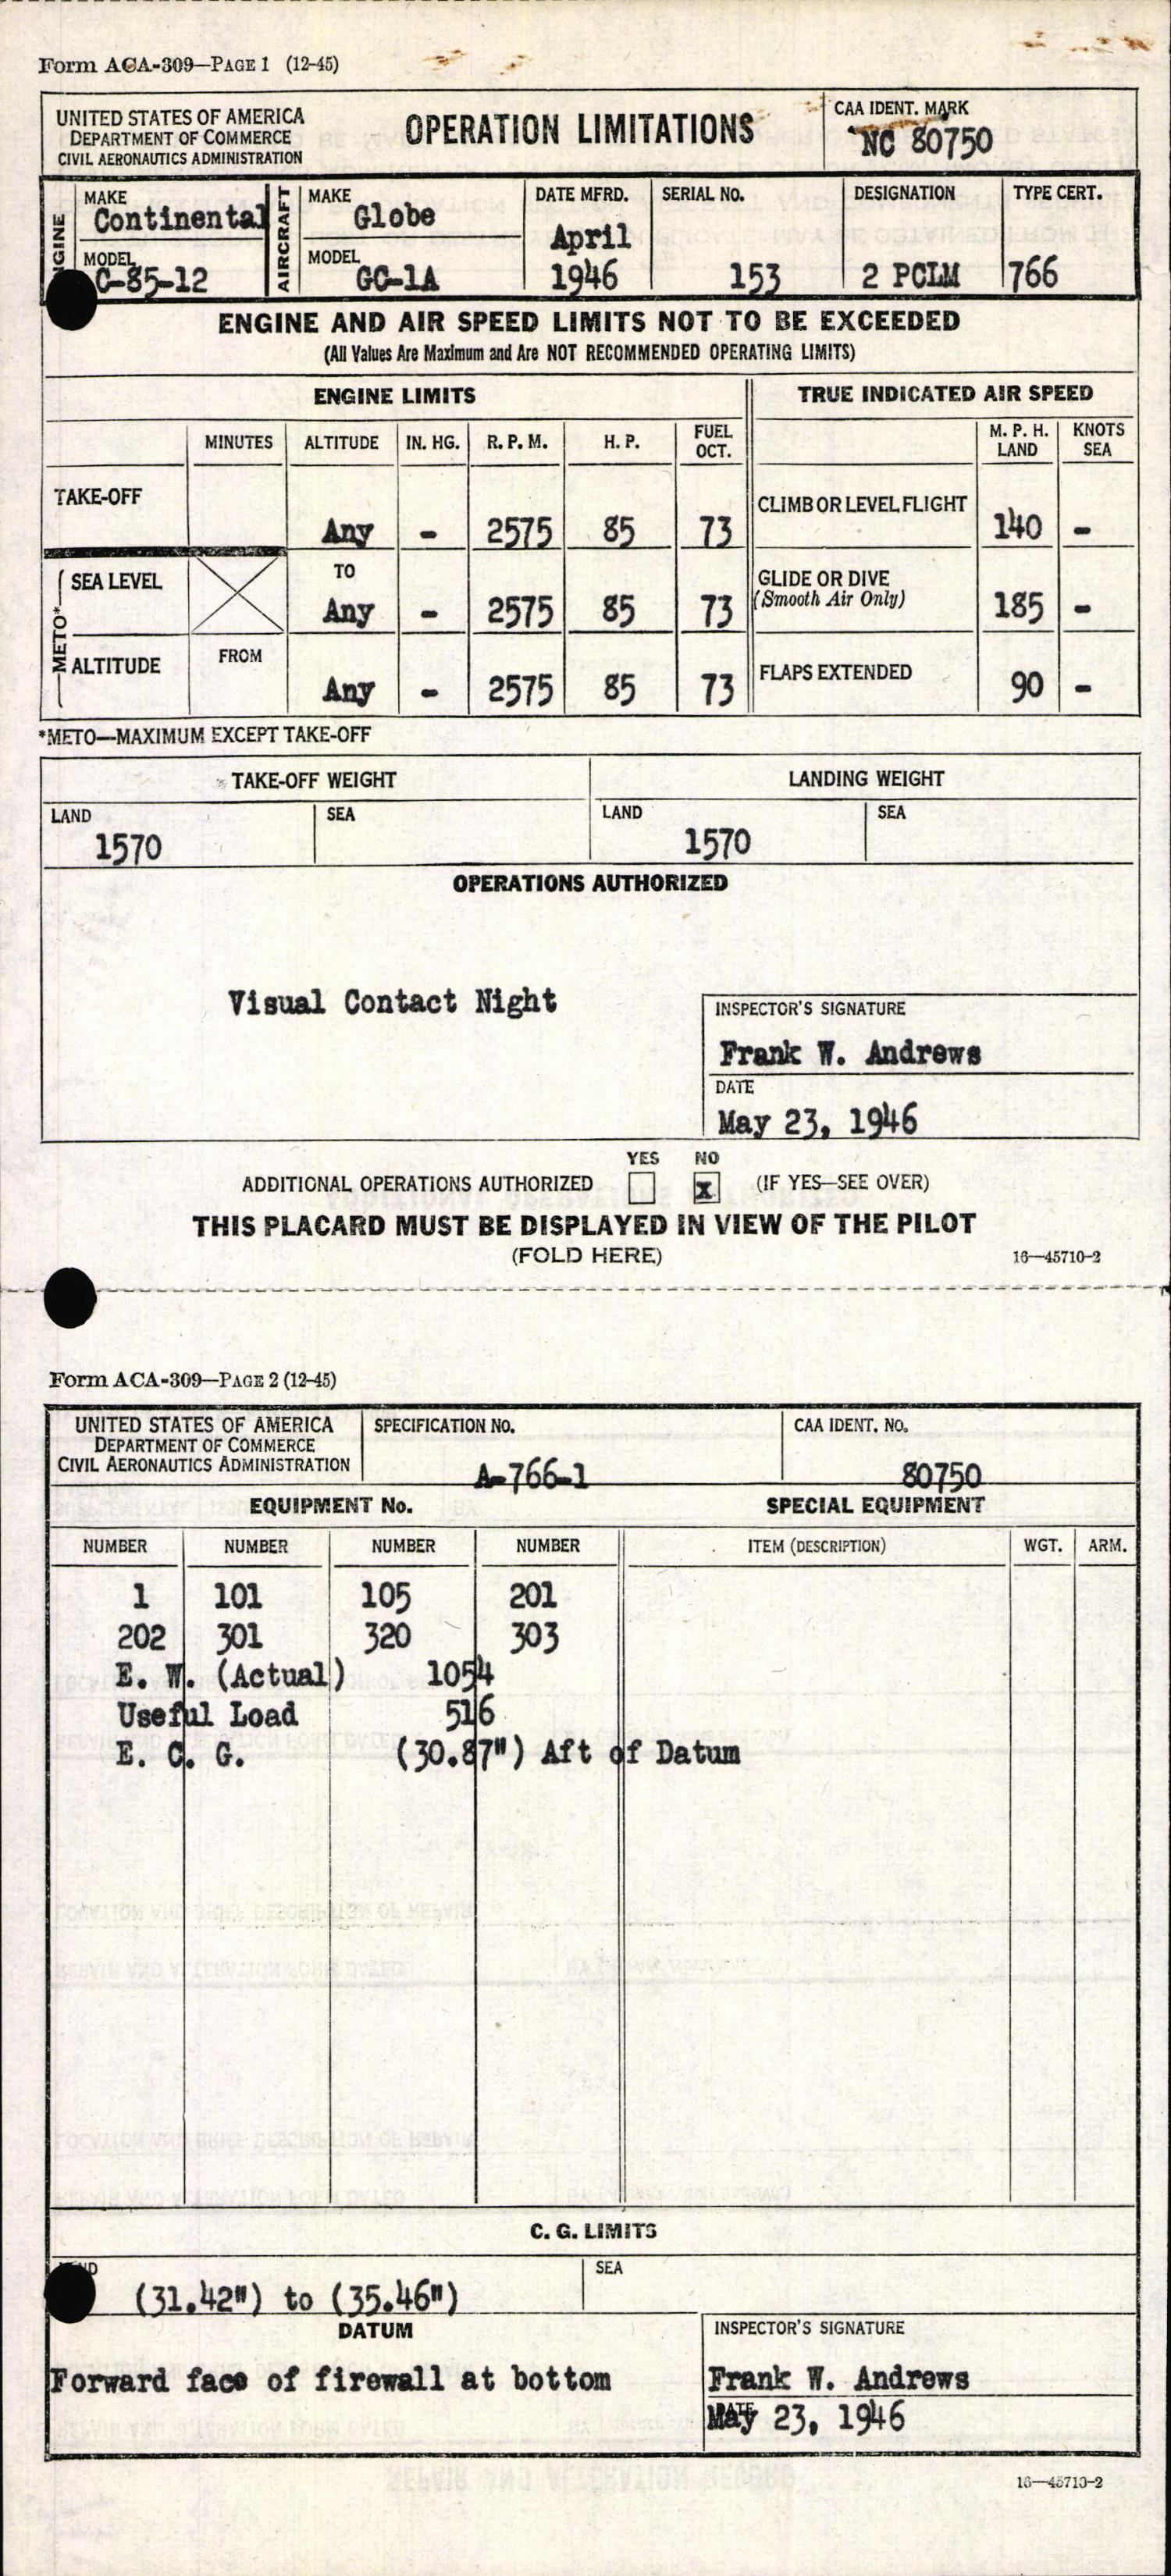 Form ACA-309—PAGE 1 (12-45)
UNITED STATES OF AMERICA
DEPARTMENT OF COMMERCE
CIVIL AERONAUTICS ADMINISTRATION
OPERATION LIMITATIONS
CAA IDENT. MARK
NC 80750
MAKE
Continental
MODEL
C-85-12
AIRCRAFT
MAKE
Globe
MODEL
GC-1A
DATE MFRD.
April
1946
SERIAL NO.
153
DESIGNATION
2 PCLM
TYPE CERT.
766
ENGINE AND AIR SPEED LIMITS NOT TO BE EXCEEDED
(All Values Are Maximum and Are NOT RECOMMENDED OPERATING LIMITS)
ENGINE LIMITS TRUE INDICATED AIR SPEED
MINUTES ALTITUDE IN. HG. R. P. M. H. P. FUEL OCT. M. P. H. LAND KNOTS SEA
TAKE-OFF Any - 2575 85 73 CLIMB OR LEVEL FLIGHT 140 -
METO*
SEA LEVEL TO Any - 2575 85 73 GLIDE OR DIVE (Smooth Air Only) 185 -
ALTITUDE FROM Any - 2575 85 73 FLAPS EXTENDED 90 -
*METO—MAXIMUM EXCEPT TAKE-OFF
TAKE-OFF WEIGHT LANDING WEIGHT
LAND SEA LAND SEA
1570 1570
OPERATIONS AUTHORIZED
Visual Contact Night
INSPECTOR'S SIGNATURE
Frank W. Andrews
DATE
May 23, 1946
YES NO
ADDITIONAL OPERATIONS AUTHORIZED x (IF YES—SEE OVER)
THIS PLACARD MUST BE DISPLAYED IN VIEW OF THE PILOT
(FOLD HERE) 16—45710-2
Form ACA-309—PAGE 2 (12-45)
UNITED STATES OF AMERICA
DEPARTMENT OF COMMERCE
CIVIL AERONAUTICS ADMINISTRATION
SPECIFICATION NO.
A-766-1
CAA IDENT. NO.
80750
EQUIPMENT No. SPECIAL EQUIPMENT
NUMBER NUMBER NUMBER NUMBER ITEM (DESCRIPTION) WGT. ARM.
1 101 105 201
202 301 320 303
E. W. (Actual) 1054
Useful Load 516
E. C. G. (30.87") Aft of Datum
C. G. LIMITS
SEA
(31.42") to (35.46")
DATUM
Forward face of firewall at bottom
INSPECTOR'S SIGNATURE
Frank W. Andrews
DATE
May 23, 1946
16—45710-2